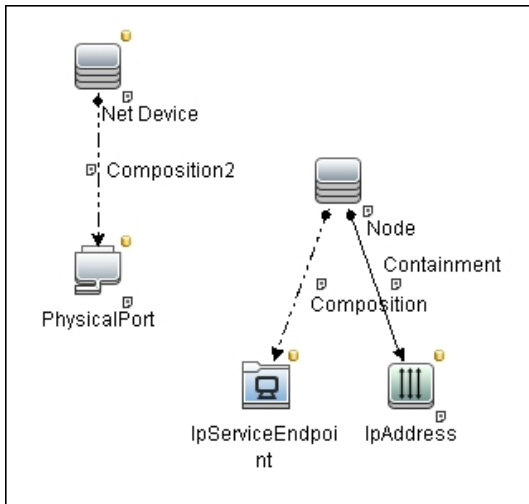 Net Device
Composition2
PhysicalPort
Node
Containment
Composition
IpServiceEndpoi
nt
IpAddress